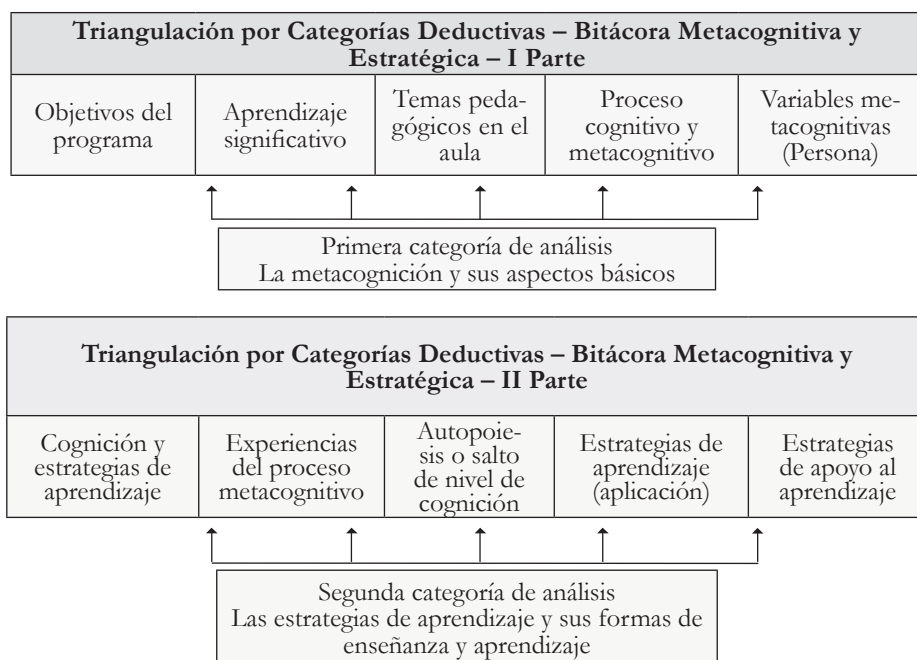 Triangulación por Categorías Deductivas – Bitácora Metacognitiva y
Estratégica – I Parte
Objetivos del
programa
Aprendizaje
significativo
Temas peda-
gógicos en el
aula
Proceso
cognitivo y
metacognitivo
Variables me-
tacognitivas
(Persona)
Primera categoría de análisis
La metacognición y sus aspectos básicos
Triangulación por Categorías Deductivas – Bitácora Metacognitiva y
Estratégica – II Parte
Cognición y
estrategias de
aprendizaje
Experiencias
del proceso
metacognitivo
Autopoie-
sis o salto
de nivel de
cognición
Estrategias de
aprendizaje
(aplicación)
Estrategias
de apoyo al
aprendizaje
Segunda categoría de análisis
Las estrategias de aprendizaje y sus formas de
enseñanza y aprendizaje